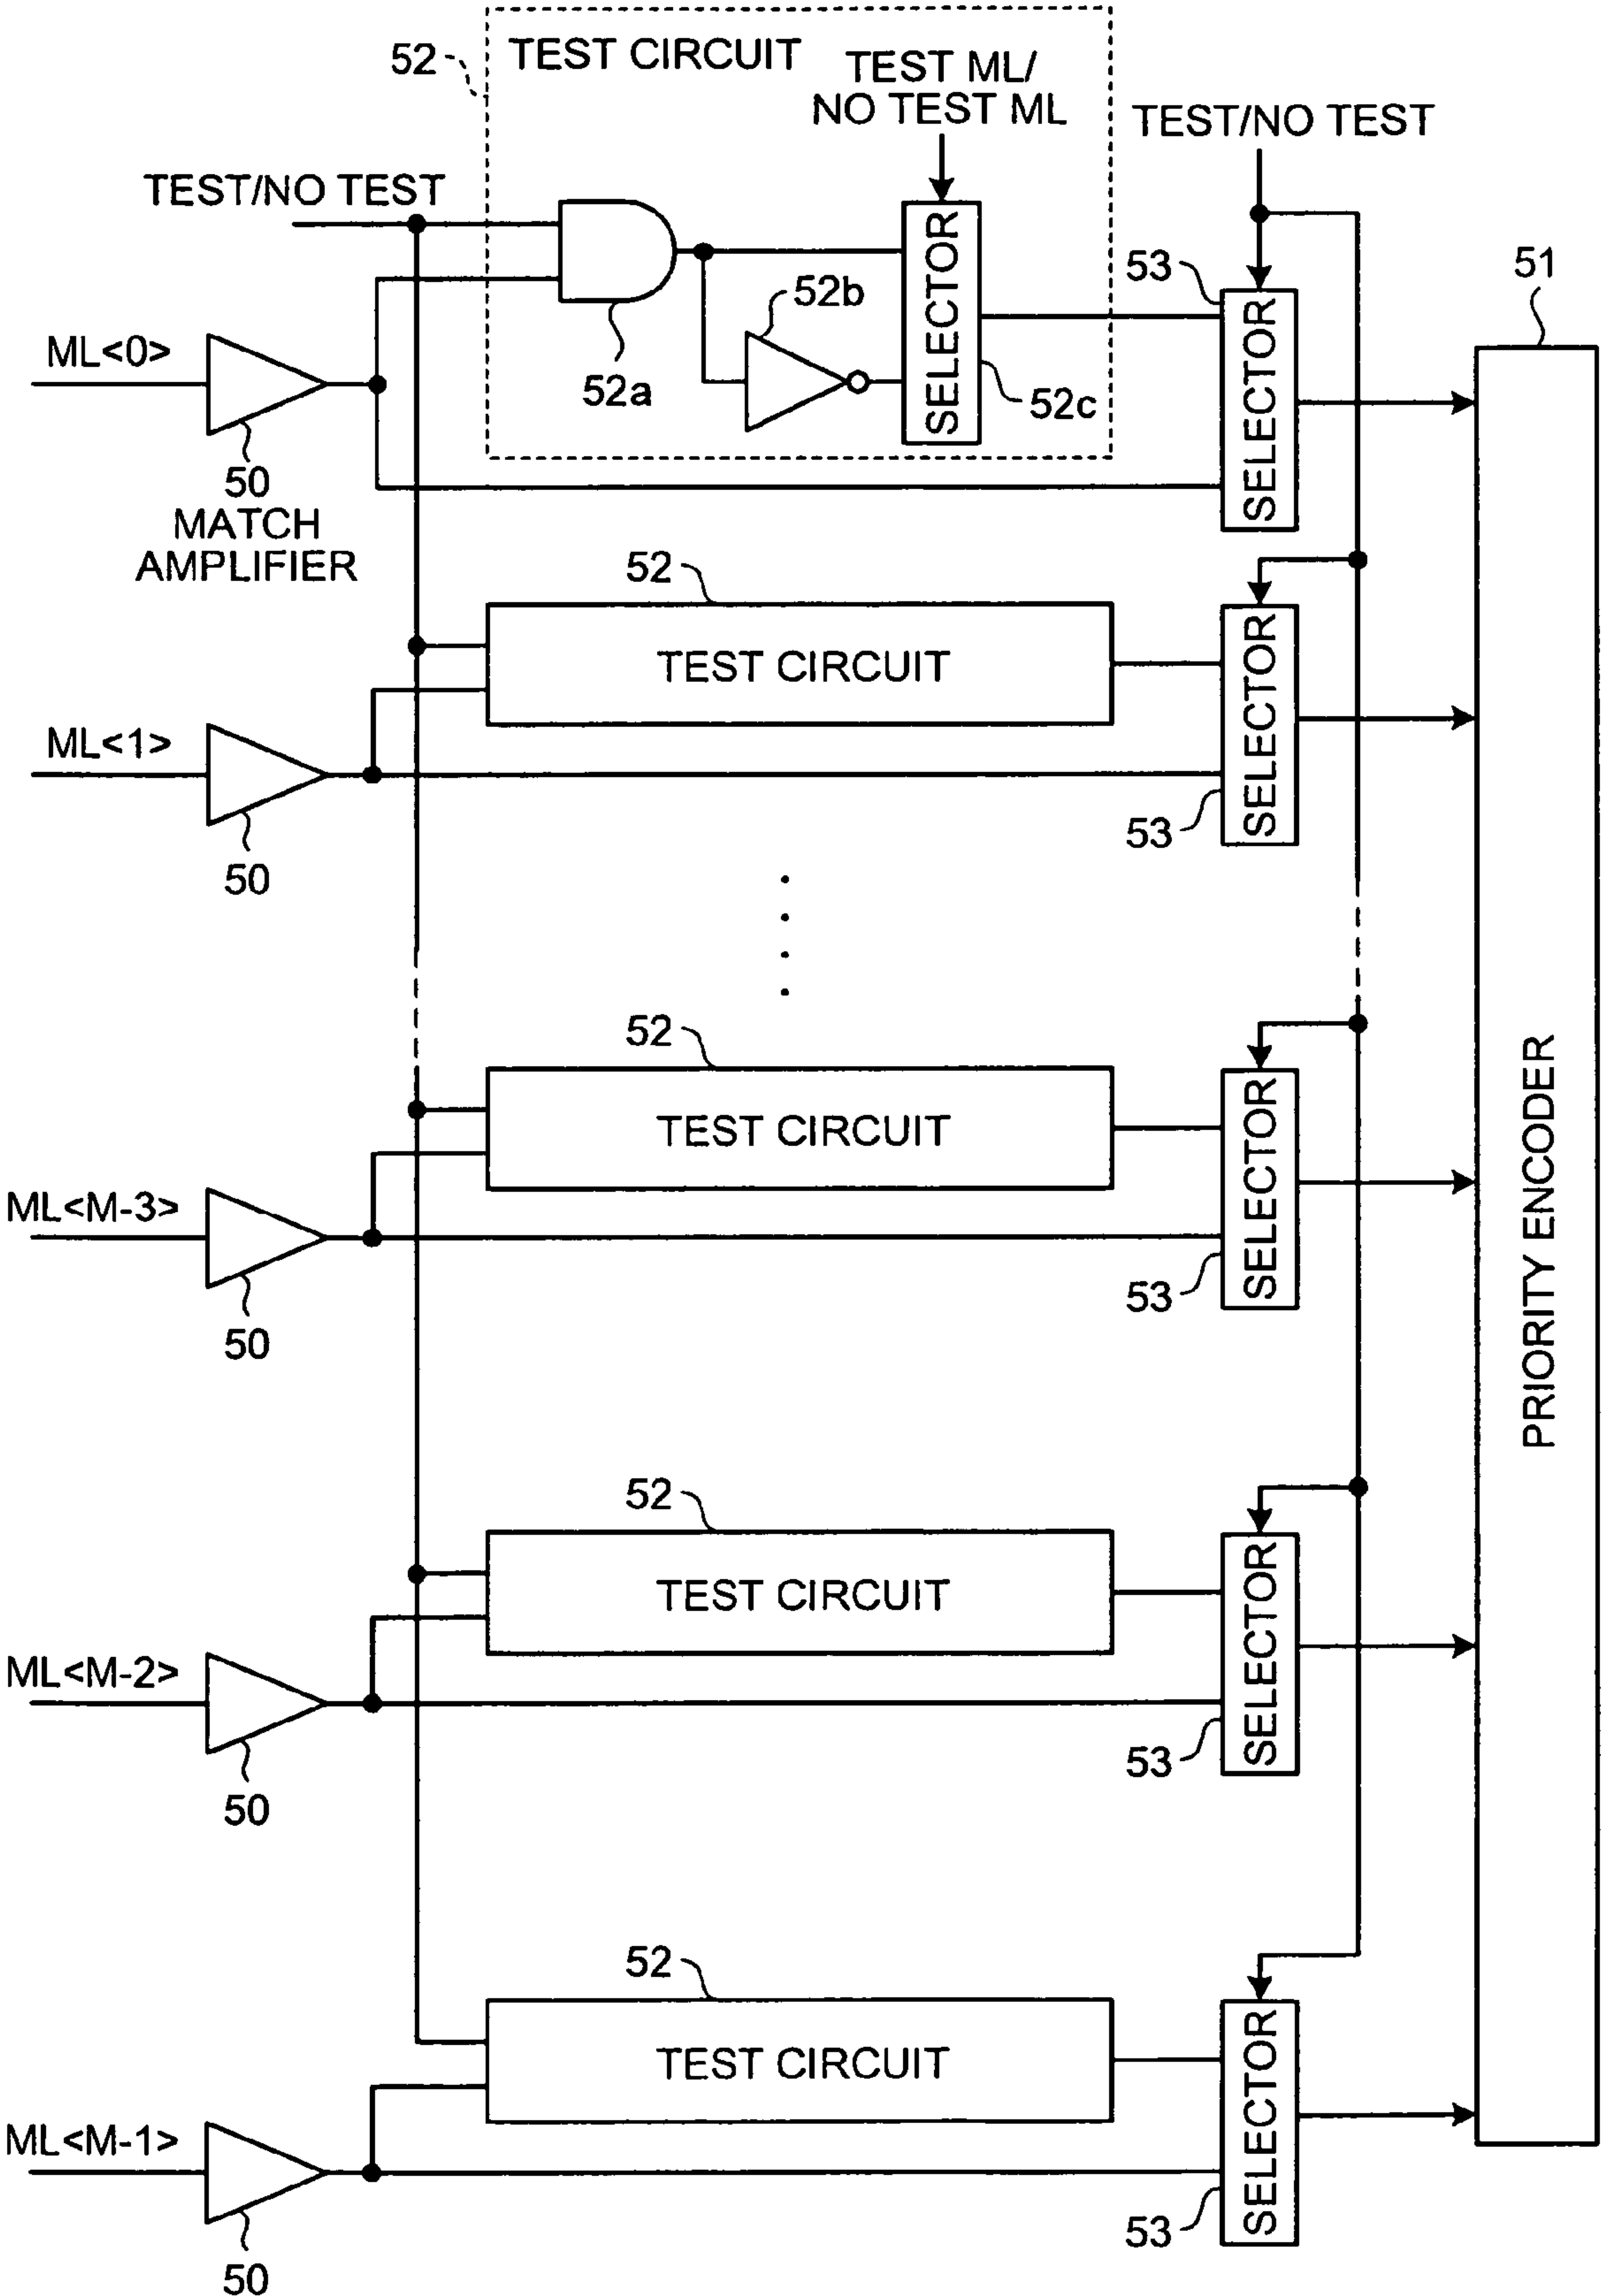 52
TEST CIRCUIT
TEST ML/
NO TEST ML
TEST/NO TEST
TEST/NO TEST
SELECTOR
53
51
52b
ML<0>
52a
52c
SELECTOR
50
MATCH
AMPLIFIER
52
TEST CIRCUIT
SELECTOR
ML<1>
53
50
52
TEST CIRCUIT
SELECTOR
PRIORITY ENCODER
ML<M-3>
53
50
52
TEST CIRCUIT
SELECTOR
ML<M-2>
53
50
52
TEST CIRCUIT
SELECTOR
ML<M-1>
53
50